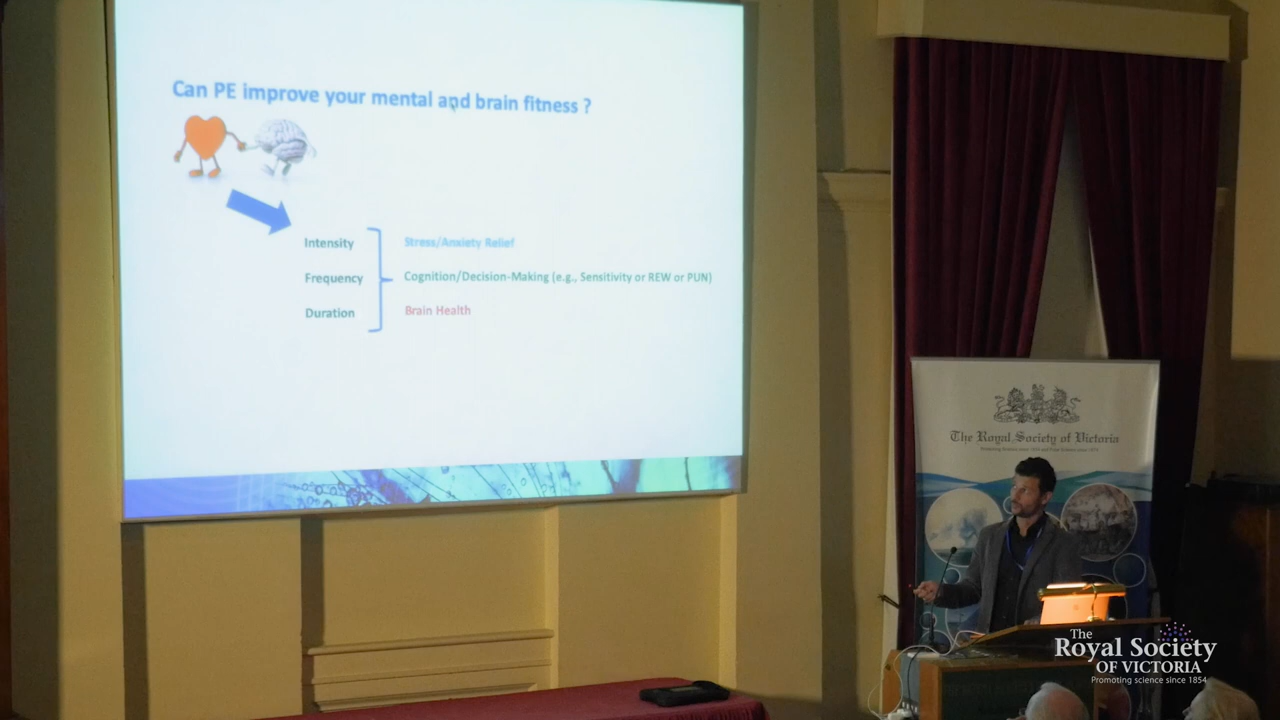 Can PE improve your mental and brain fitness ?
Intensity
Frequency
Duration
Stress/Anxiety Relief
Cognition/Decision-Making (e.g., Sensitivity or REW or PUN)
Brain Health
The Royal Society of Victoria
The
Royal Society
OF VICTORIA
Promoting science since 1854